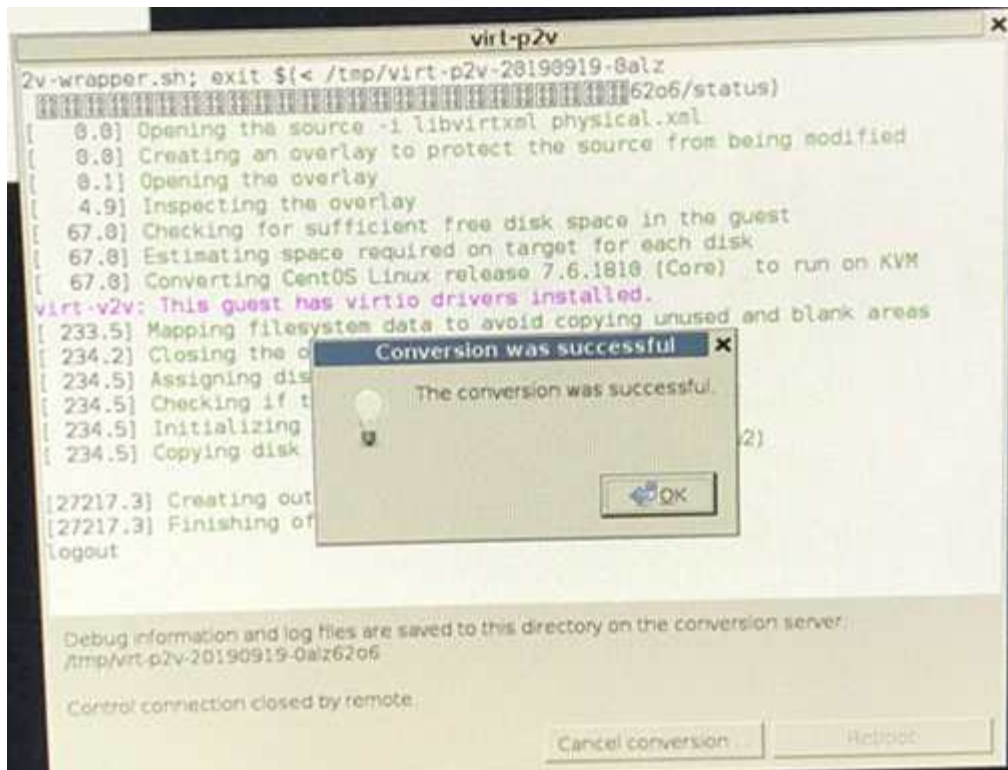 virt-p2v
2v-wrapper.sh; exit $(< /tmp/virt-p2v-20190919-0alz
62o6/status)
[ 0.0] Opening the source -i libvirtxml physical.xml
[ 0.0] Creating an overlay to protect the source from being modified
[ 0.1] Opening the overlay
[ 4.9] Inspecting the overlay
[ 67.0] Checking for sufficient free disk space in the guest
[ 67.0] Estimating space required on target for each disk
[ 67.0] Converting CentOS Linux release 7.6.1810 (Core) to run on KVM
virt-v2v: This guest has virtio drivers installed.
[ 233.5] Mapping filesystem data to avoid copying unused and blank areas
[ 234.2] Closing the o
[ 234.5] Assigning dis
[ 234.5] Checking if t
[ 234.5] Initializing
[ 234.5] Copying disk 2)
[27217.3] Creating out
[27217.3] Finishing of
logout
Conversion was successful
The conversion was successful.
OK
Debug information and log files are saved to this directory on the conversion server:
/tmp/virt-p2v-20190919-0alz62o6
Control connection closed by remote.
Cancel conversion ...
Reboot